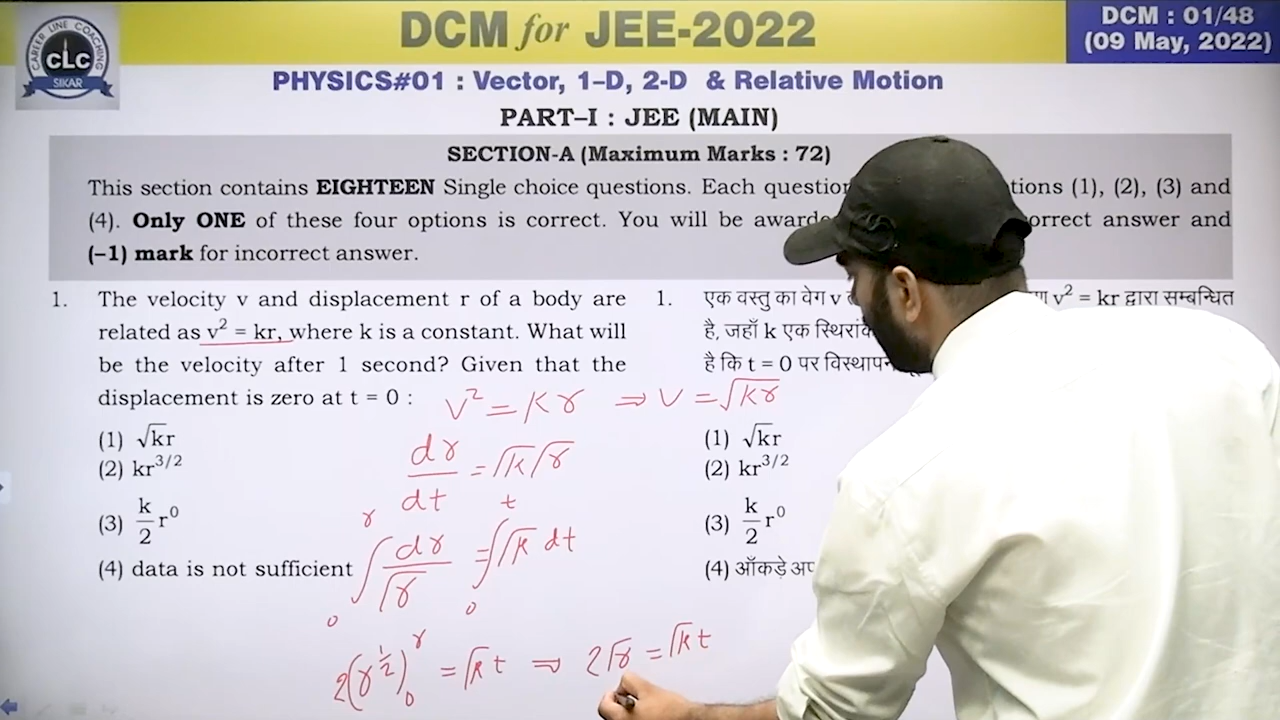 CAREER LINE COACHING
CLC
SIKAR
DCM for JEE-2022
DCM : 01/48
(09 May, 2022)
PHYSICS#01 : Vector, 1–D, 2-D & Relative Motion
PART–I : JEE (MAIN)
SECTION-A (Maximum Marks : 72)
This section contains EIGHTEEN Single choice questions. Each question (1), (2), (3) and
(4). Only ONE of these four options is correct. You will be answer and
(–1) mark for incorrect answer.
1. The velocity v and displacement r of a body are
related as v² = kr, where k is a constant. What will
be the velocity after 1 second? Given that the
displacement is zero at t = 0 :
(1) √kr
(2) kr^3/2
(3) k/2 r⁰
(4) data is not sufficient
1. एक वस्तु का वेग v v² = kr द्वारा सम्बन्धित
है, जहाँ k एक
है कि t = 0 पर
(1) √kr
(2) kr^3/2
(3) k/2 r⁰
(4) आँकड़े
v² = kr ⇒ v = √kr
dr/dt = √k √r
∫₀^r dr/√r = ∫₀^t √k dt
2(r^1/2)₀^r = √k t ⇒ 2√r = √k t